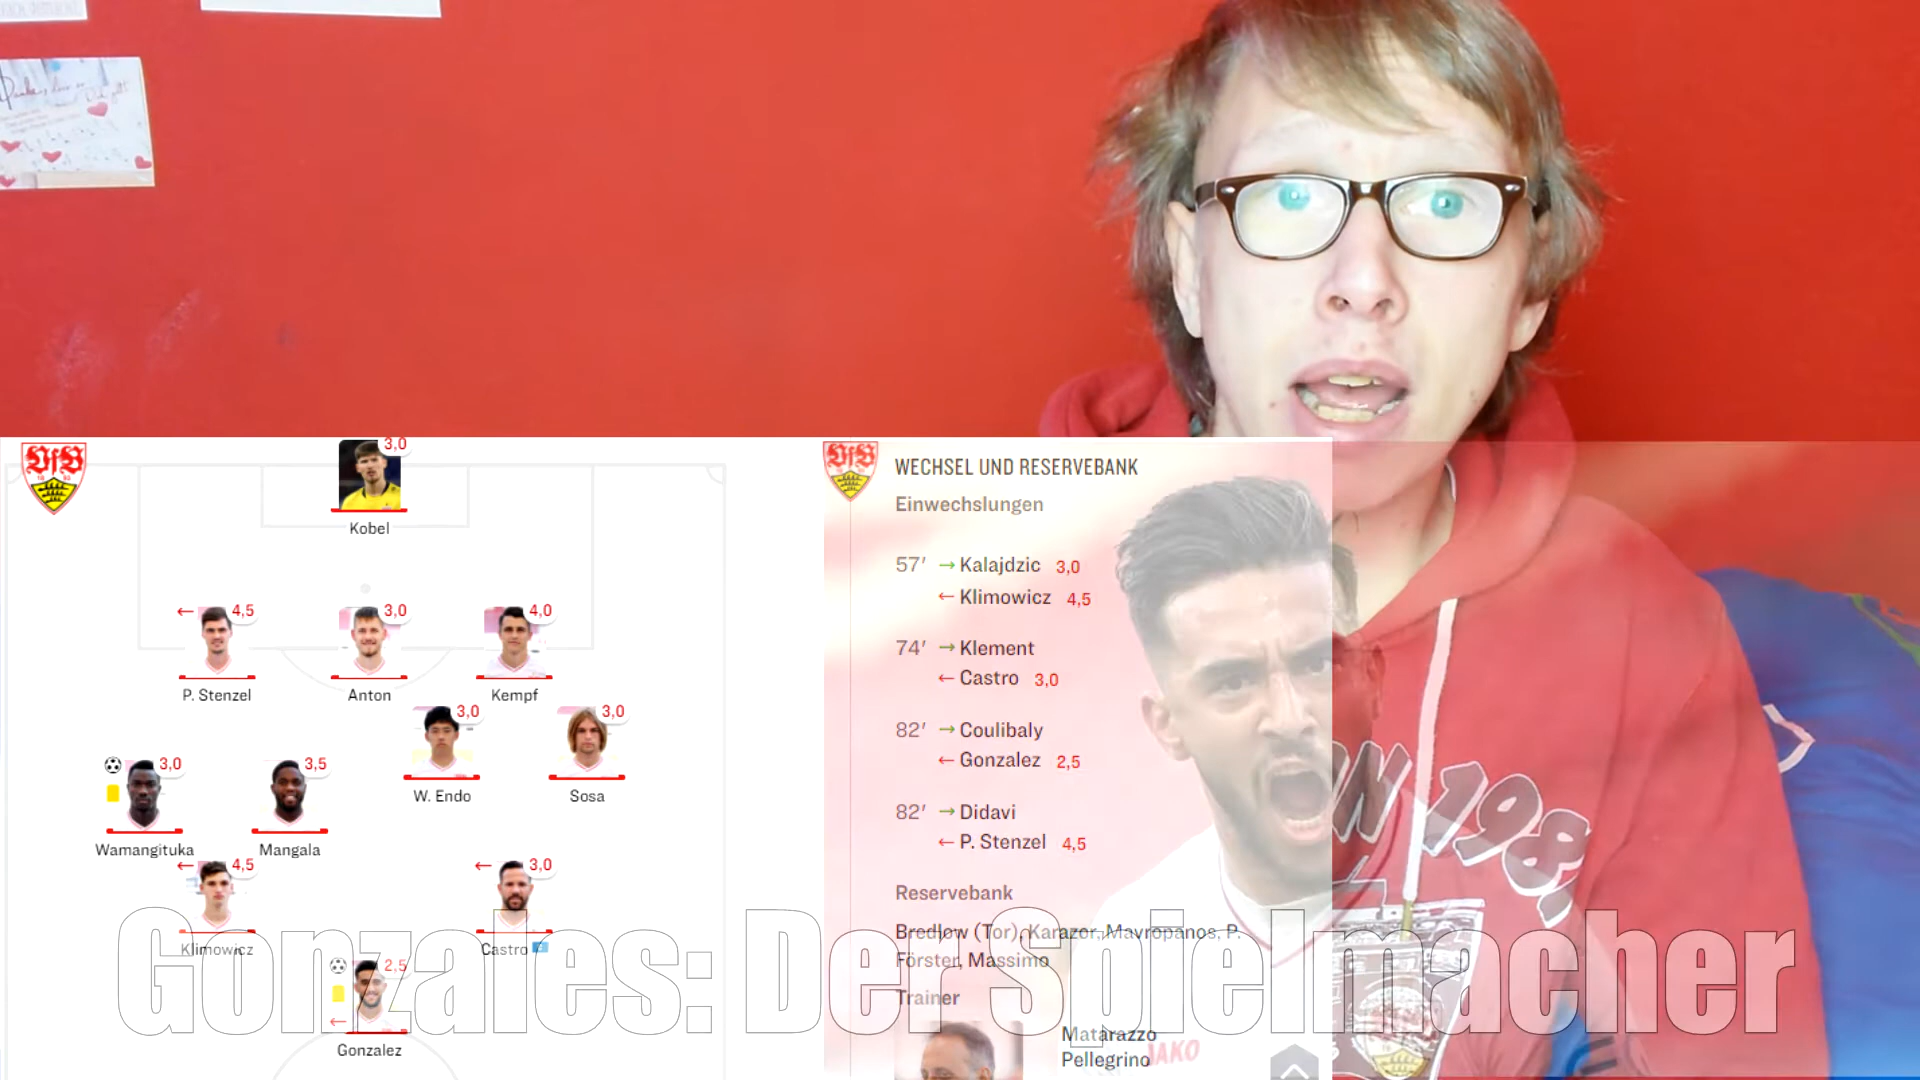 VfB
3,0
Kobel
← 4,5
3,0
4,0
P. Stenzel
Anton
Kempf
3,0
3,0
W. Endo
Sosa
3,0
3,5
Wamangituka
Mangala
← 4,5
← 3,0
Klimowicz
Castro
2,5
←
Gonzalez
VfB
WECHSEL UND RESERVEBANK
Einwechslungen
57' → Kalajdzic 3,0
← Klimowicz 4,5
74' → Klement
← Castro 3,0
82' → Coulibaly
← Gonzalez 2,5
82' → Didavi
← P. Stenzel 4,5
Reservebank
Bredlow (Tor), Karazor, Mavropanos, P.
Förster, Massimo
Trainer
Matarazzo
Pellegrino
JAKO
Gonzales: Der Spielmacher